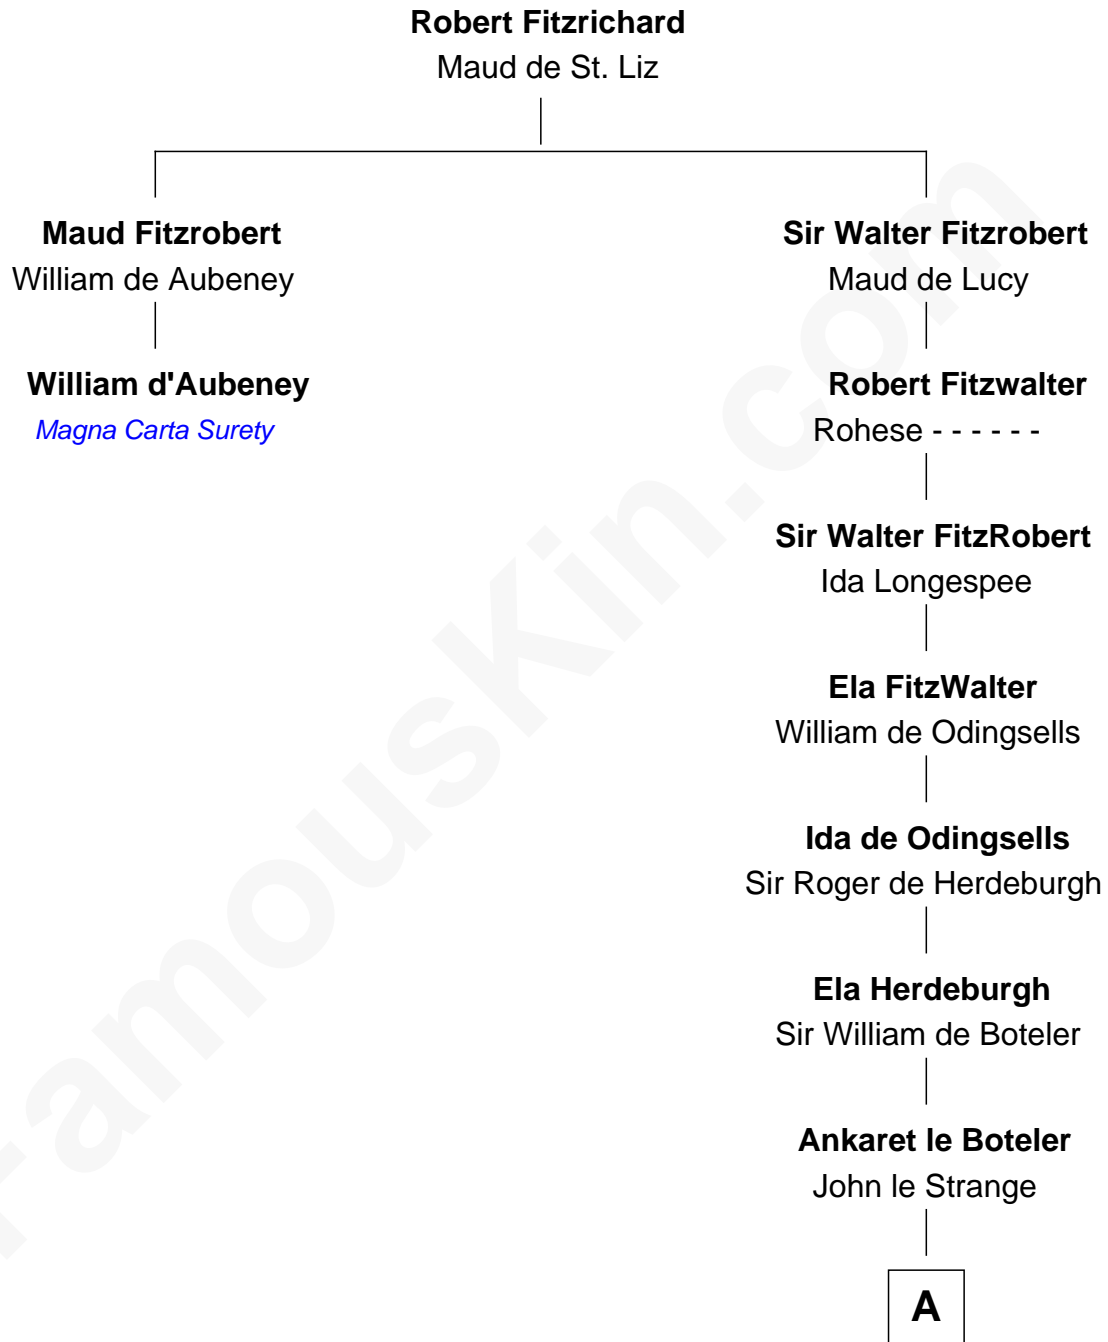 Robert Fitzrichard
Maud de St. Liz
Maud Fitzrobert
William de Aubeney
William d'Aubeney
Magna Carta Surety
Sir Walter Fitzrobert
Maud de Lucy
Robert Fitzwalter
Rohese - - - - - -
Sir Walter FitzRobert
Ida Longespee
Ela FitzWalter
William de Odingsells
Ida de Odingsells
Sir Roger de Herdeburgh
Ela Herdeburgh
Sir William de Boteler
Ankaret le Boteler
John le Strange
A
FamousKin.com